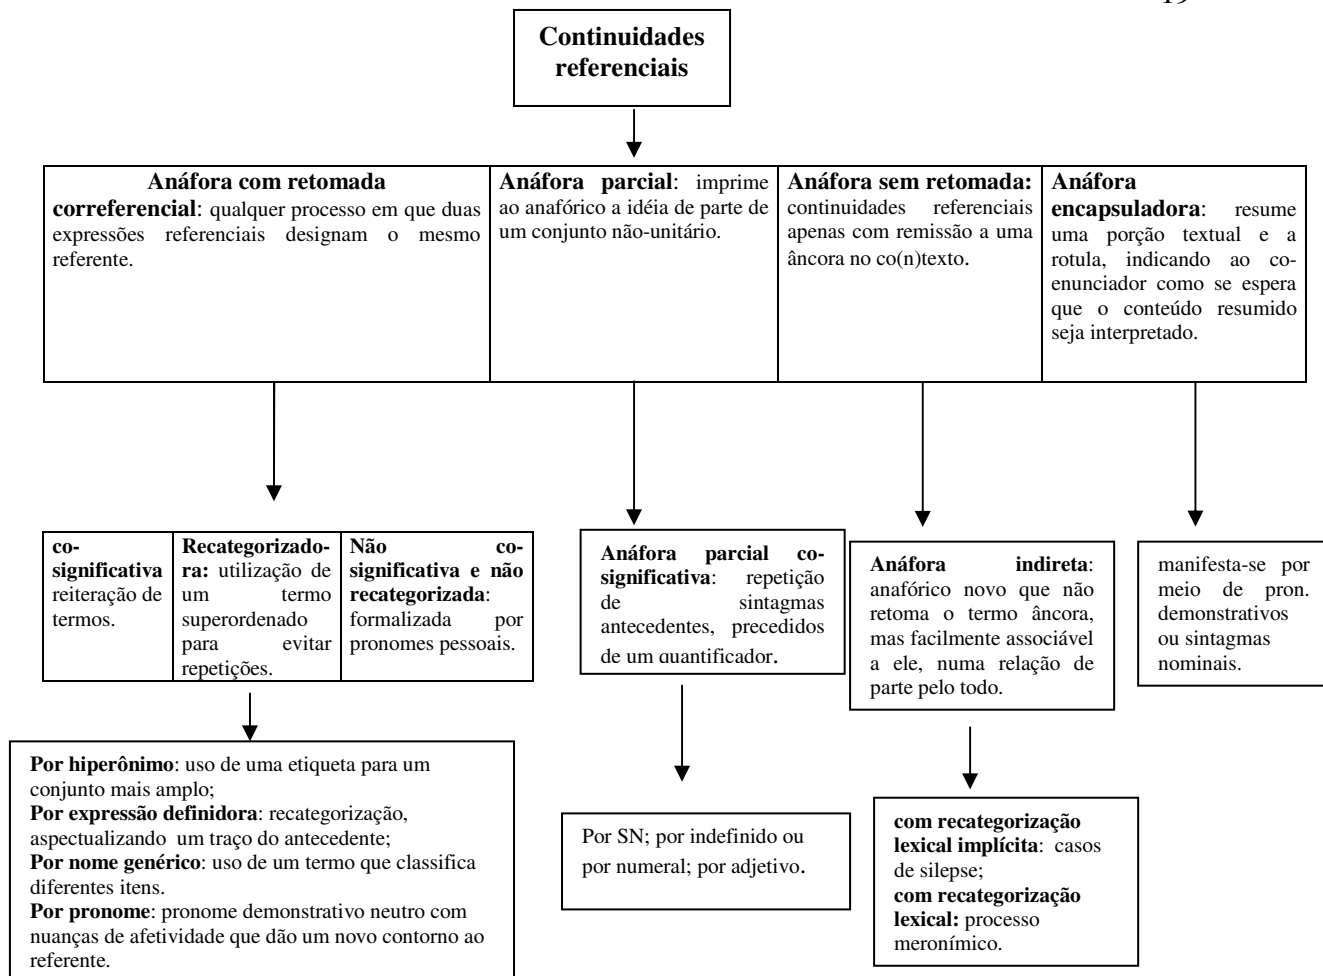 19
Continuidades
referenciais
Anáfora com retomada
correferencial: qualquer processo em que duas
expressões referenciais designam o mesmo
referente.
Anáfora parcial: imprime
ao anafórico a idéia de parte de
um conjunto não-unitário.
Anáfora sem retomada:
continuidades referenciais
apenas com remissão a uma
âncora no co(n)texto.
Anáfora
encapsuladora: resume
uma porção textual e a
rotula, indicando ao co-
enunciador como se espera
que o conteúdo resumido
seja interpretado.
co-
significativa
reiteração de
termos.
Recategorizado-
ra: utilização de
um termo
superordenado
para evitar
repetições.
Não co-
significativa e não
recategorizada:
formalizada por
pronomes pessoais.
Anáfora parcial co-
significativa: repetição
de sintagmas
antecedentes, precedidos
de um quantificador.
Anáfora indireta:
anafórico novo que não
retoma o termo âncora,
mas facilmente associável
a ele, numa relação de
parte pelo todo.
manifesta-se por
meio de pron.
demonstrativos
ou sintagmas
nominais.
Por hiperônimo: uso de uma etiqueta para um
conjunto mais amplo;
Por expressão definidora: recategorização,
aspectualizando um traço do antecedente;
Por nome genérico: uso de um termo que classifica
diferentes itens.
Por pronome: pronome demonstrativo neutro com
nuanças de afetividade que dão um novo contorno ao
referente.
Por SN; por indefinido ou
por numeral; por adjetivo.
com recategorização
lexical implícita: casos
de silepse;
com recategorização
lexical: processo
meronímico.